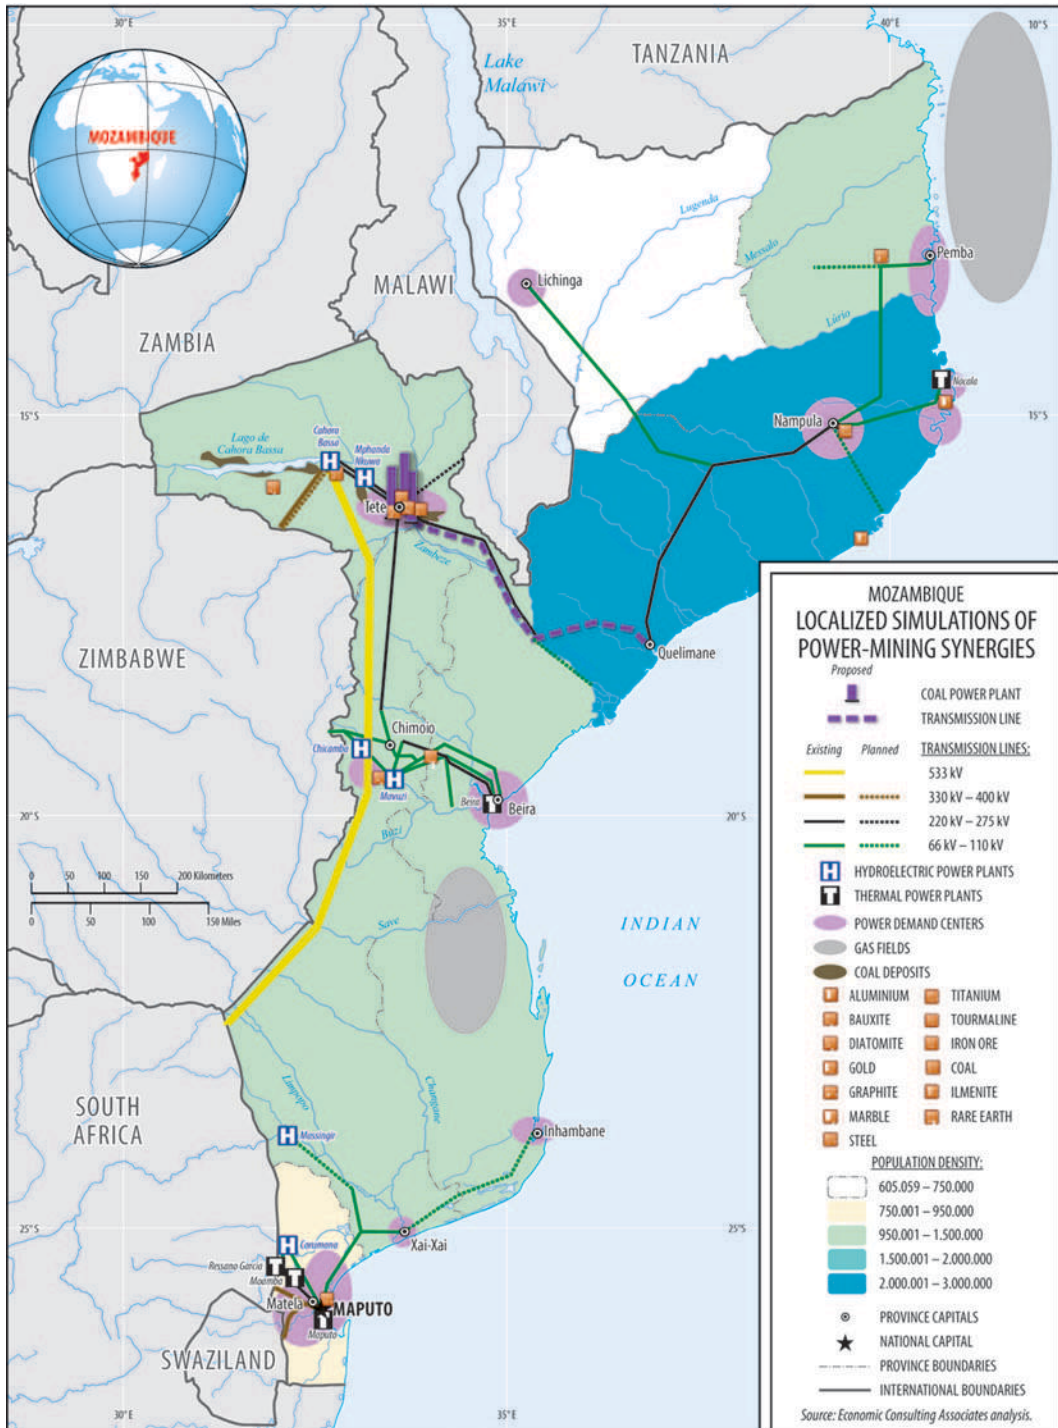 30°E
35°E
40°E
10°S
TANZANIA
Lake
Malawi
MOZAMBIQUE
Lugenda
Messalo
Pemba
Lichinga
MALAWI
ZAMBIA
Lúrio
Nacala
15°S
15°S
Nampula
Cahora
Bassa
Lago de
Cahora Bassa
Mphanda
Nkuwa
Tete
Zambeze
ZIMBABWE
Quelimane
Chimoio
Chicamba
Mavuzi
Beira
Beira
20°S
20°S
Búzi
0 50 100 150 200 Kilometers
0 50 100 150 Miles
Save
INDIAN
OCEAN
Limpopo
Changane
SOUTH
AFRICA
Massingir
Inhambane
25°S
25°S
Xai-Xai
Corumana
Ressano Garcia
Moamba
Matela
MAPUTO
Maputo
SWAZILAND
30°E
35°E
MOZAMBIQUE
LOCALIZED SIMULATIONS OF
POWER-MINING SYNERGIES
Proposed
COAL POWER PLANT
TRANSMISSION LINE
Existing Planned TRANSMISSION LINES:
533 kV
330 kV – 400 kV
220 kV – 275 kV
66 kV – 110 kV
H HYDROELECTRIC POWER PLANTS
T THERMAL POWER PLANTS
POWER DEMAND CENTERS
GAS FIELDS
COAL DEPOSITS
ALUMINIUM TITANIUM
BAUXITE TOURMALINE
DIATOMITE IRON ORE
GOLD COAL
GRAPHITE ILMENITE
MARBLE RARE EARTH
STEEL
POPULATION DENSITY:
605.059 – 750.000
750.001 – 950.000
950.001 – 1.500.000
1.500.001 – 2.000.000
2.000.001 – 3.000.000
PROVINCE CAPITALS
NATIONAL CAPITAL
PROVINCE BOUNDARIES
INTERNATIONAL BOUNDARIES
Source: Economic Consulting Associates analysis.